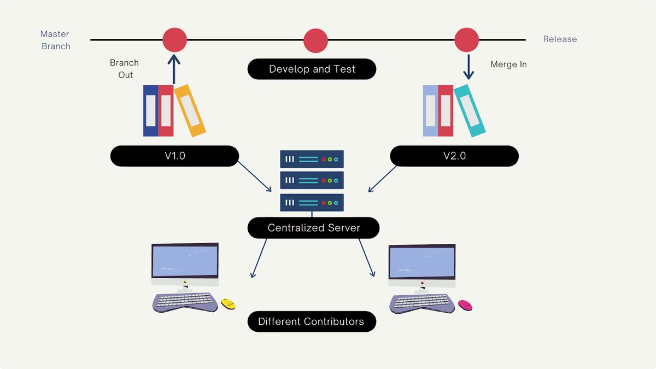 Master
Branch
Release
Branch
Out
Develop and Test
Merge In
V1.0
V2.0
Centralized Server
Different Contributors